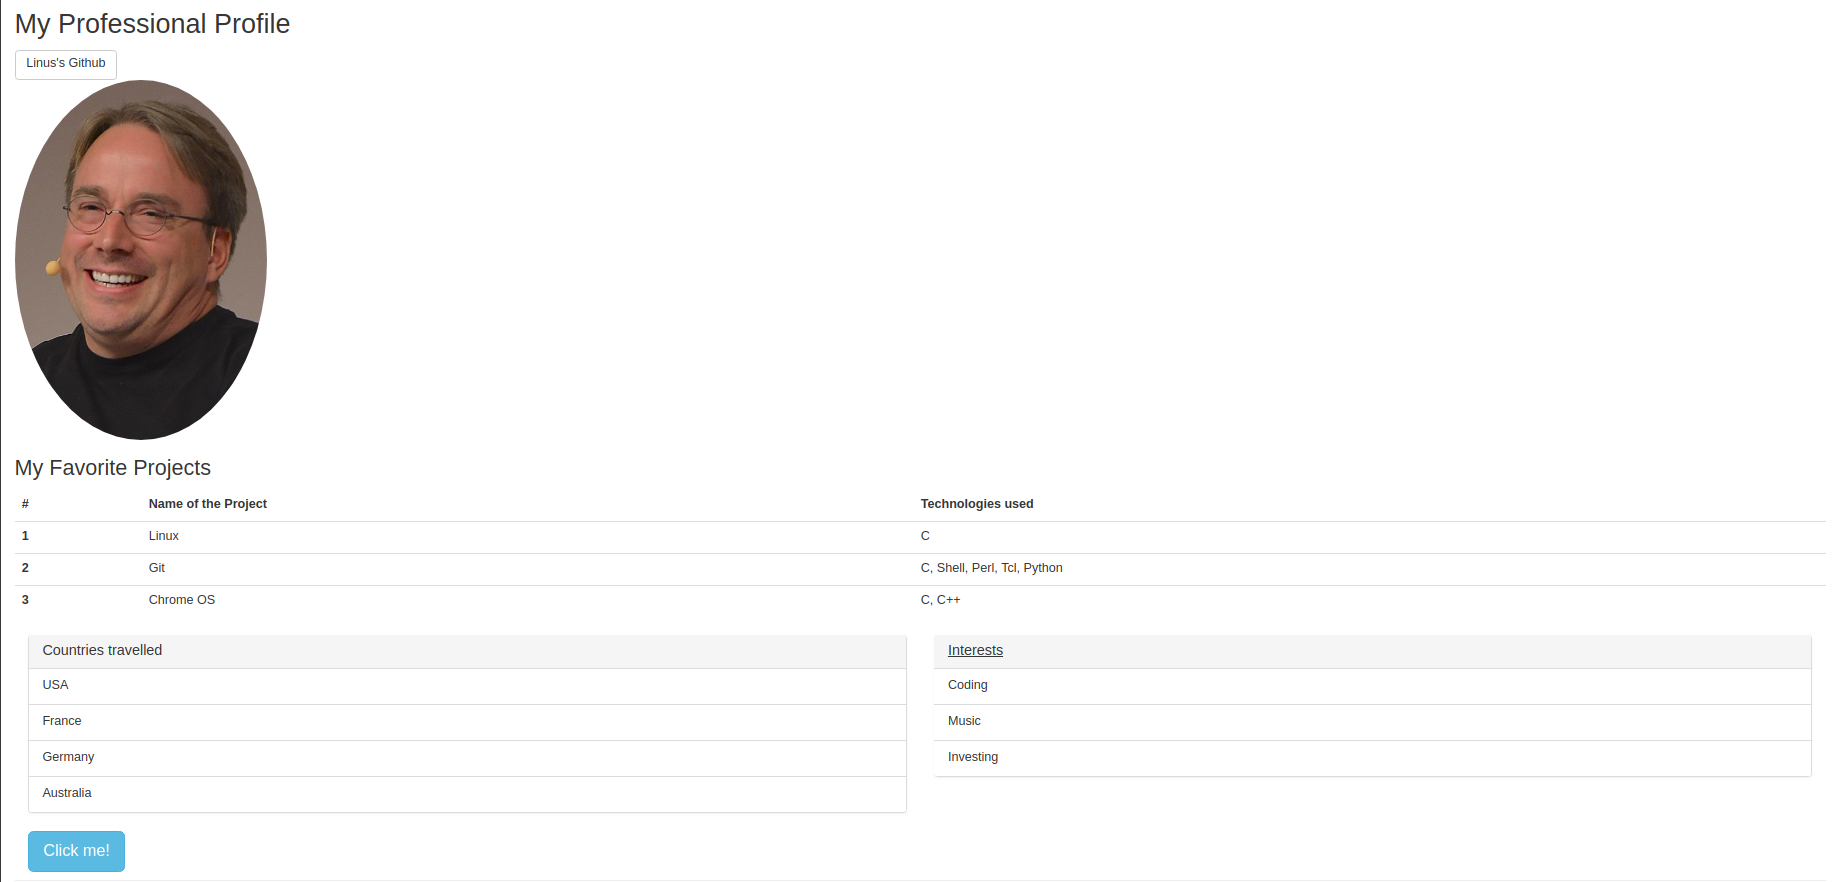 My Professional Profile
Linus's Github
My Favorite Projects
# Name of the Project Technologies used
1 Linux C
2 Git C, Shell, Perl, Tcl, Python
3 Chrome OS C, C++
Countries travelled
USA
France
Germany
Australia
Interests
Coding
Music
Investing
Click me!